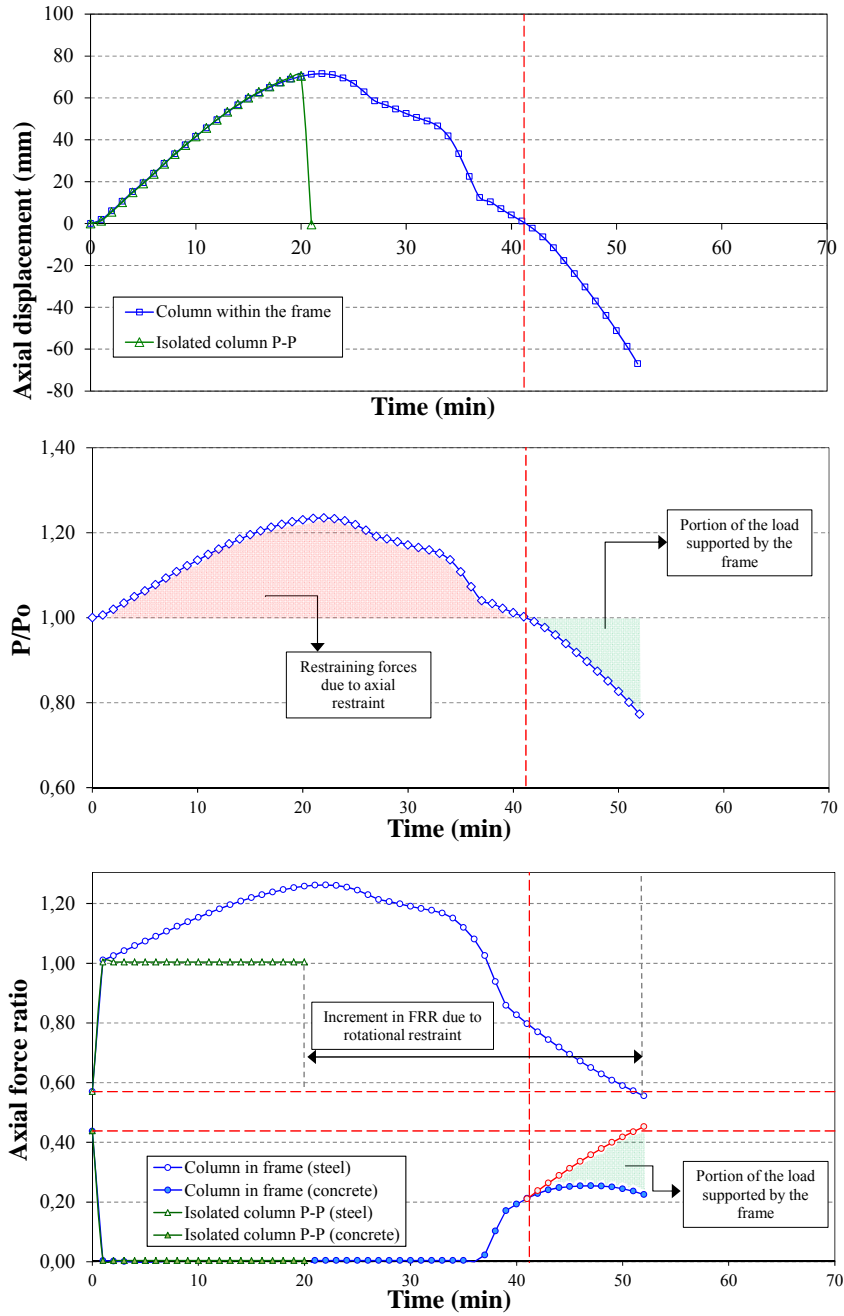 100
80
60
40
20
0
-20
-40
-60
-80
0 10 20 30 40 50 60 70
Axial displacement (mm)
Column within the frame
Isolated column P-P
Time (min)
1,40
1,20
1,00
0,80
0,60
P/Po
Portion of the load
supported by the
frame
Restraining forces
due to axial
restraint
0 10 20 30 40 50 60 70
Time (min)
1,20
1,00
0,80
0,60
0,40
0,20
0,00
Axial force ratio
Increment in FRR due to
rotational restraint
Column in frame (steel)
Column in frame (concrete)
Isolated column P-P (steel)
Isolated column P-P (concrete)
Portion of the load
supported by the
frame
0 10 20 30 40 50 60 70
Time (min)